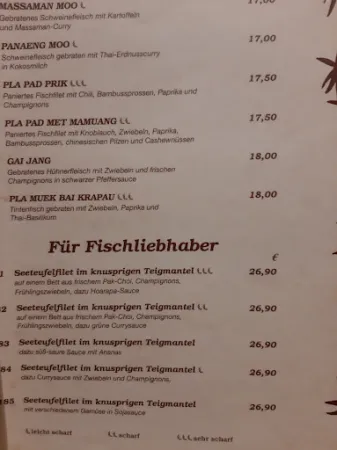 MASSAMAN MOO
17,00
Gebratenes Schweinefleisch mit Kartoffeln
und Massaman-Curry
PANAENG MOO
17,00
Schweinefleisch gebraten mit Thai-Erdnusscurry
in Kokosmilch
PLA PAD PRIK
17,50
Paniertes Fischfilet mit Chili, Bambussprossen, Paprika und
Champignons
PLA PAD MET MAMUANG
17,50
Paniertes Fischfilet mit Knoblauch, Zwiebeln, Paprika,
Bambussprossen, chinesischen Pilzen und Cashewnüssen
GAI JANG
18,00
Gebratenes Hühnerfleisch mit Zwiebeln und frischen
Champignons in schwarzer Pfeffersauce
PLA MUEK BAI KRAPAU
18,00
Tintenfisch gebraten mit Zwiebeln, Paprika und
Thai-Basilikum
Für Fischliebhaber
€
1 Seeteufelfilet im knusprigen Teigmantel 26,90
auf einem Bett aus frischem Pak-Choi, Champignons,
Frühlingszwiebeln, dazu Hoarapa-Sauce
82 Seeteufelfilet im knusprigen Teigmantel 26,90
auf einem Bett aus frischem Pak-Choi, Champignons,
Frühlingszwiebeln, dazu grüne Currysauce
83 Seeteufelfilet im knusprigen Teigmantel 26,90
dazu süß-saure Sauce mit Ananas
84 Seeteufelfilet im knusprigen Teigmantel 26,90
dazu Currysauce mit Zwiebeln und Champignons,
85 Seeteufelfilet im knusprigen Teigmantel 26,90
mit verschiedenem Gemüse in Sojasauce
leicht scharf scharf sehr scharf